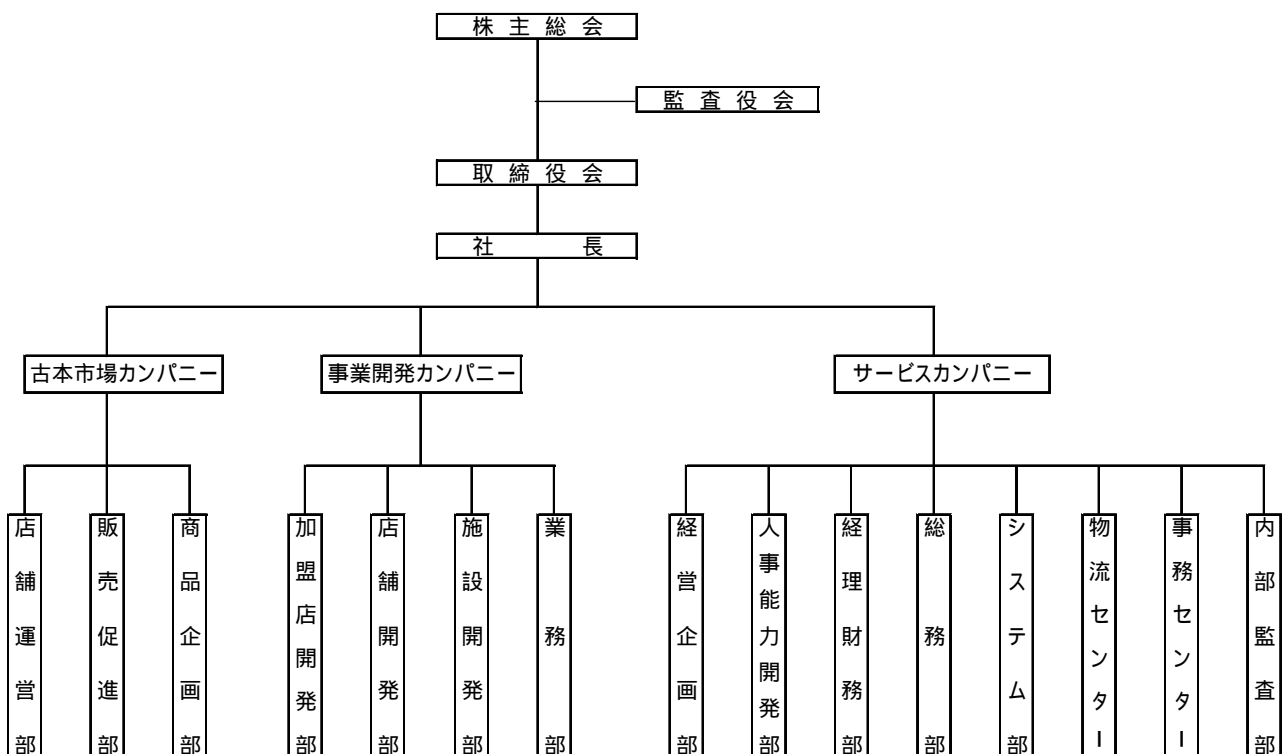 株主総会
監査役会
取締役会
社長
古本市場カンパニー
事業開発カンパニー
サービスカンパニー
店舗運営部
販売促進部
商品企画部
加盟店開発部
店舗開発部
施設開発部
業務部
経営企画部
人事能力開発部
経理財務部
総務部
システム部
物流センター
事務センター
内部監査部